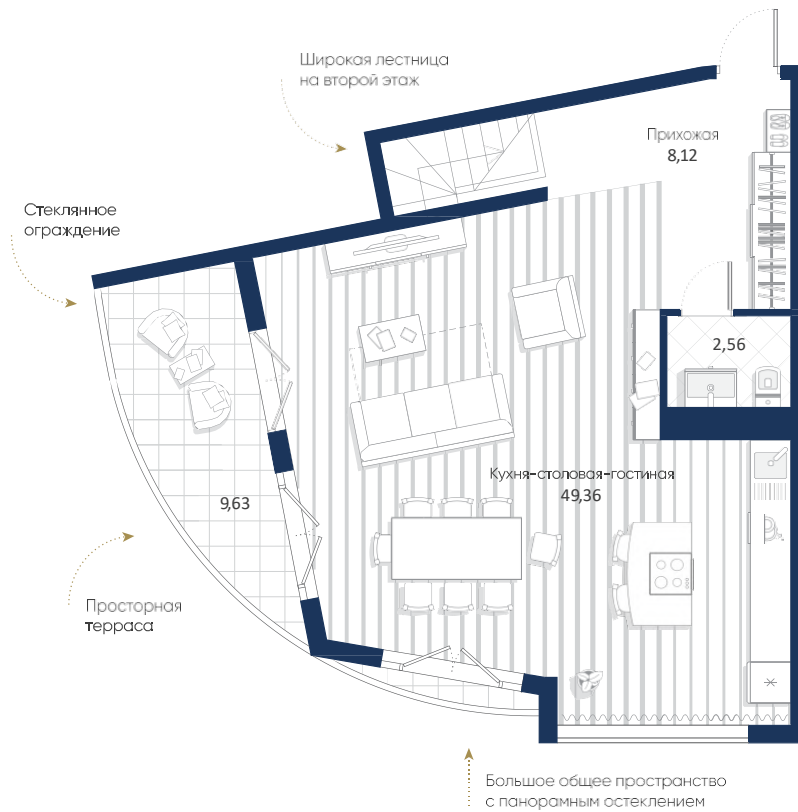 Широкая лестница
на второй этаж
Прихожая
8,12
Стеклянное
ограждение
2,56
Кухня-столовая-гостиная
49,36
9,63
Просторная
терраса
Большое общее пространство
с панорамным остеклением